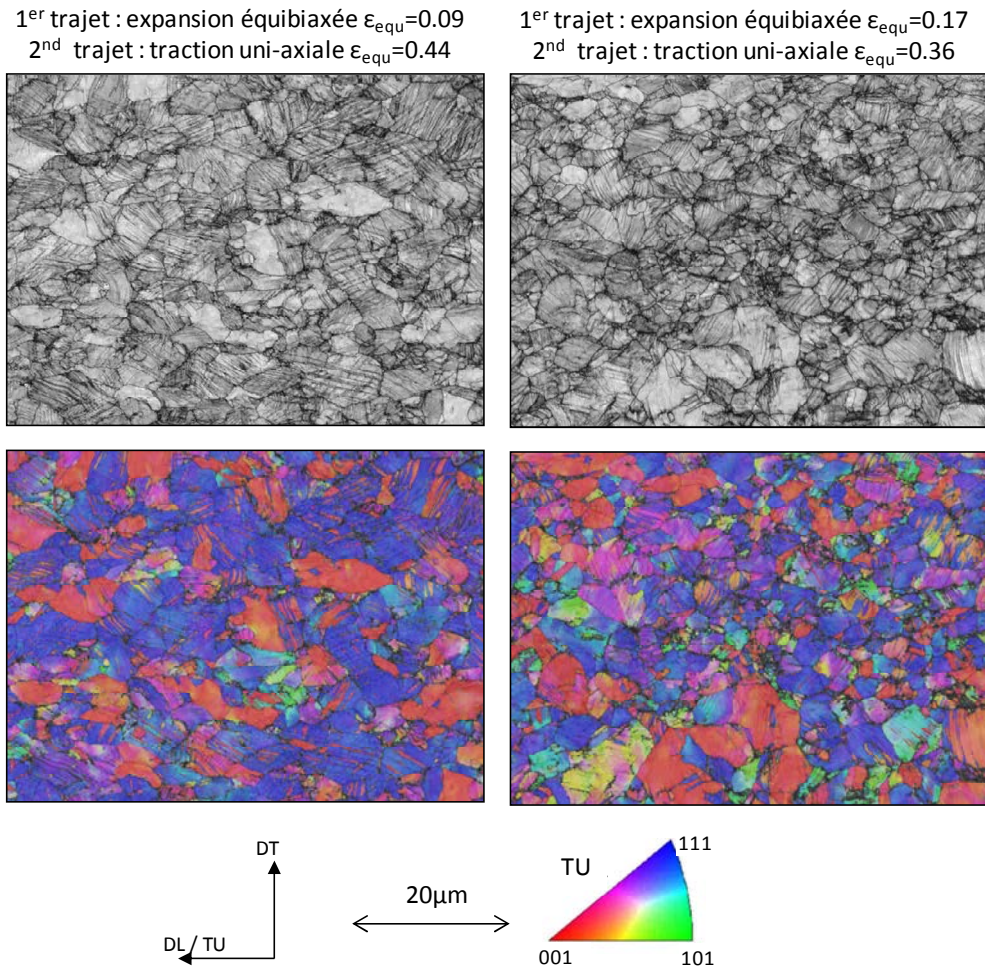 1er trajet : expansion équibiaxée εequ=0.09
2nd trajet : traction uni-axiale εequ=0.44
1er trajet : expansion équibiaxée εequ=0.17
2nd trajet : traction uni-axiale εequ=0.36
DT
DL / TU
20µm
TU
111
001
101